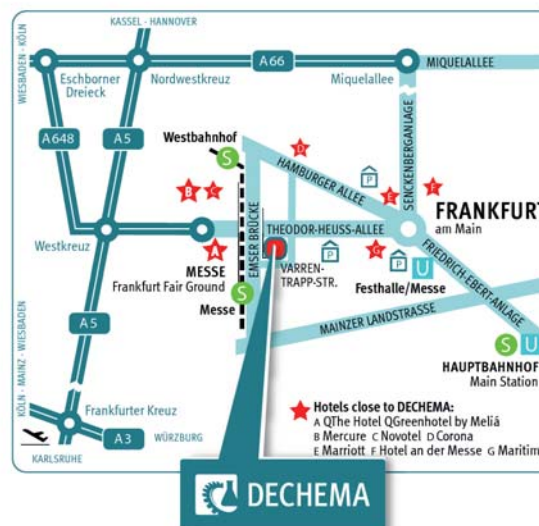 KASSEL - HANNOVER
WIESBADEN - KÖLN
A66
MIQUELALLEE
Eschborner
Dreieck
Nordwestkreuz
Miquelallee
A648
A5
Westbahnhof
S
D
HAMBURGER ALLEE
P
SENCKENBERGANLAGE
B
C
E
F
FRANKFURT
am Main
THEODOR-HEUSS-ALLEE
Westkreuz
A
EMSER BRÜCKE
G
MESSE
Frankfurt Fair Ground
VARREN-
TRAPP-STR.
P
P
U
Festhalle/Messe
FRIEDRICH-EBERT-ANLAGE
S
Messe
A5
MAINZER LANDSTRASSE
S
U
HAUPTBAHNHOF
Main Station
KÖLN - MAINZ - WIESBADEN
Frankfurter Kreuz
A3
WÜRZBURG
KARLSRUHE
Hotels close to DECHEMA:
A QThe Hotel QGreenhotel by Meliá
B Mercure C Novotel D Corona
E Marriott F Hotel an der Messe G Maritim
DECHEMA